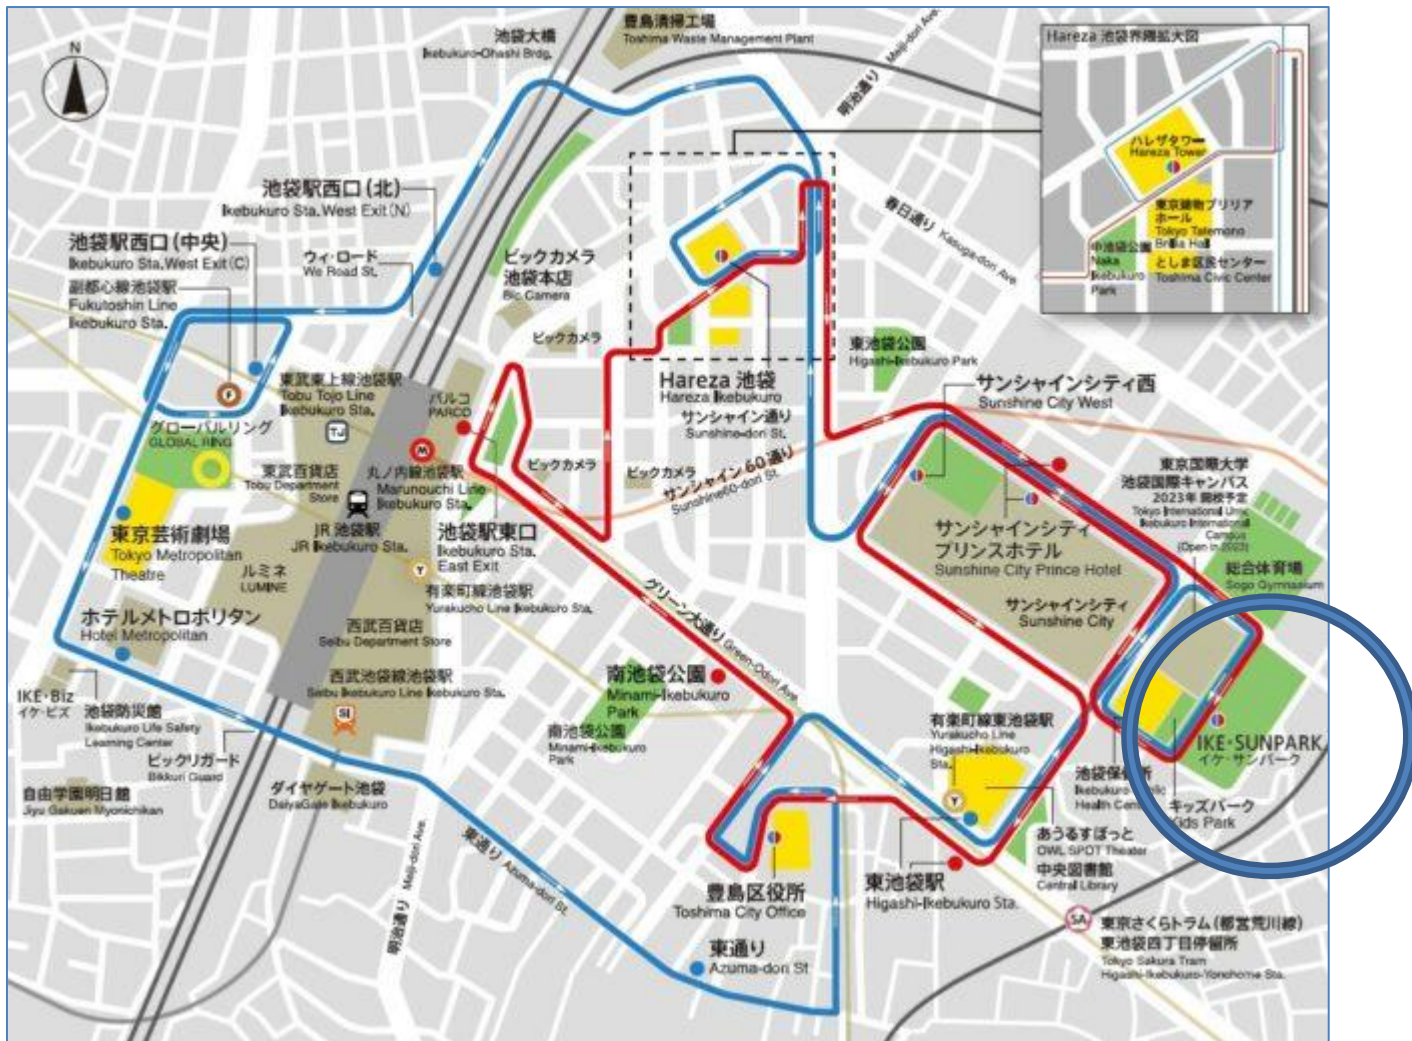 N
池袋大橋
Ikebukuro-Ohashi Brdg.
豊島清掃工場
Toshima Waste Management Plant
明治通り Meiji-dori Ave.
Hareza 池袋界隈拡大図
ハレザタワー
Hareza Tower
東京建物ブリリア
ホール
Tokyo Tatemono
Brillia Hall
中池袋公園
Naka
Ikebukuro
Park
としま区民センター
Toshima Civic Center
春日通り Kasuga-dori Ave.
池袋駅西口(北)
Ikebukuro Sta. West Exit(N)
池袋駅西口(中央)
Ikebukuro Sta. West Exit(C)
副都心線池袋駅
Fukutoshin Line
Ikebukuro Sta.
ウィ・ロード
We Road St.
ビックカメラ
池袋本店
Bic Camera
ビックカメラ
東池袋公園
Higashi-Ikebukuro Park
Hareza 池袋
Hareza Ikebukuro
サンシャイン通り
Sunshine-dori St.
サンシャインシティ西
Sunshine City West
東武東上線池袋駅
Tobu Tojo Line
Ikebukuro Sta.
TJ
パルコ
PARCO
F
グローバルリング
GLOBAL RING
M
丸ノ内線池袋駅
Marunouchi Line
Ikebukuro Sta.
ビックカメラ
ビックカメラ
サンシャイン60通り
Sunshine60-dori St.
東武百貨店
Tobu Department
Store
東京国際大学
池袋国際キャンパス
2023年 開校予定
Tokyo International Univ.
Ikebukuro International
Campus
(Open in 2023)
東京芸術劇場
Tokyo Metropolitan
Theatre
JR 池袋駅
JR Ikebukuro Sta.
池袋駅東口
Ikebukuro Sta.
East Exit
サンシャインシティ
プリンスホテル
Sunshine City Prince Hotel
総合体育場
Sogo Gymnasium
ルミネ
LUMINE
Y
有楽町線池袋駅
Yurakucho Line Ikebukuro Sta.
グリーン大通り Green-Odori Ave.
サンシャインシティ
Sunshine City
ホテルメトロポリタン
Hotel Metropolitan
西武百貨店
Seibu Department Store
西武池袋線池袋駅
Seibu Ikebukuro Line Ikebukuro Sta.
SI
南池袋公園
Minami-Ikebukuro
Park
南池袋公園
Minami-Ikebukuro
Park
IKE・Biz
イケ・ビズ
池袋防災館
Ikebukuro Life Safety
Learning Center
ビックリガード
Bikkuri Guard
有楽町線東池袋駅
Yurakucho Line
Higashi-Ikebukuro
Sta.
Y
IKE・SUNPARK
イケ・サンパーク
池袋保
所
Ikebukuro
Health Cen
キッズパーク
Kids Park
自由学園明日館
Jiyu Gakuen Myonichikan
ダイヤゲート池袋
DaiyaGate Ikebukuro
東通り Azuma-dori St.
明治通り Meiji-dori Ave.
あうるすぽっと
OWL SPOT Theater
中央図書館
Central Library
豊島区役所
Toshima City Office
東池袋駅
Higashi-Ikebukuro Sta.
東通り
Azuma-dori St
SA
東京さくらトラム(都営荒川線)
東池袋四丁目停留所
Tokyo Sakura Tram
Higashi-Ikebukuro-Yonchome Sta.